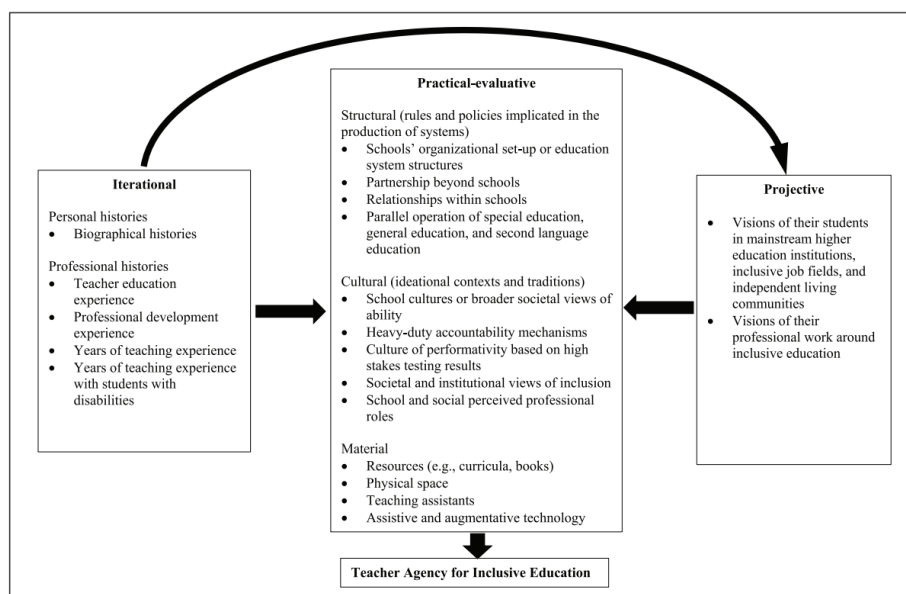 Iterational
Personal histories
• Biographical histories
Professional histories
• Teacher education
experience
• Professional development
experience
• Years of teaching experience
• Years of teaching experience
with students with
disabilities
Practical-evaluative
Structural (rules and policies implicated in the
production of systems)
• Schools' organizational set-up or education
system structures
• Partnership beyond schools
• Relationships within schools
• Parallel operation of special education,
general education, and second language
education
Cultural (ideational contexts and traditions)
• School cultures or broader societal views of
ability
• Heavy-duty accountability mechanisms
• Culture of performativity based on high
stakes testing results
• Societal and institutional views of inclusion
• School and social perceived professional
roles
Material
• Resources (e.g., curricula, books)
• Physical space
• Teaching assistants
• Assistive and augmentative technology
Projective
• Visions of their students
in mainstream higher
education institutions,
inclusive job fields, and
independent living
communities
• Visions of their
professional work around
inclusive education
Teacher Agency for Inclusive Education